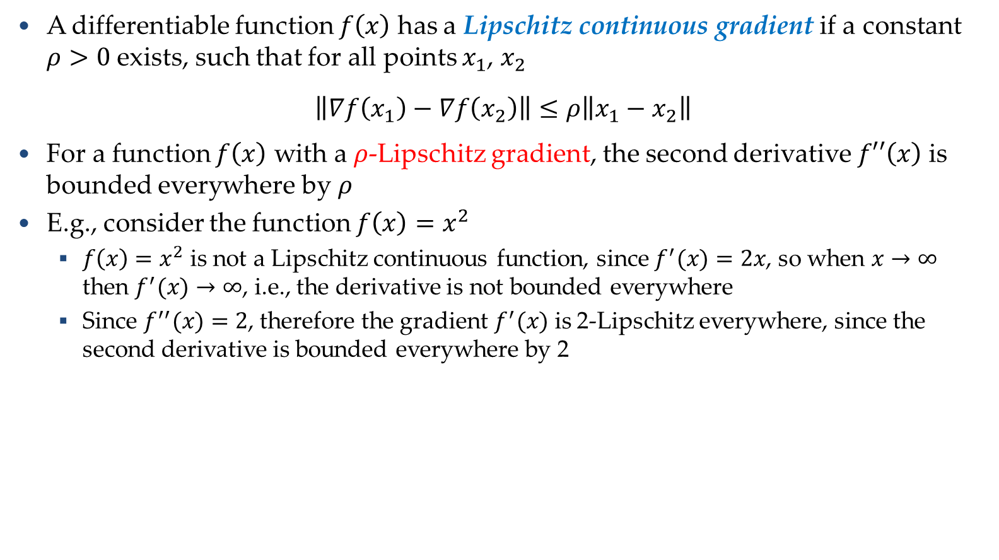 • A differentiable function 𝑓(𝑥) has a Lipschitz continuous gradient if a constant
𝜌 > 0 exists, such that for all points 𝑥₁, 𝑥₂
‖∇𝑓(𝑥₁) − ∇𝑓(𝑥₂)‖ ≤ 𝜌‖𝑥₁ − 𝑥₂‖
• For a function 𝑓(𝑥) with a 𝜌-Lipschitz gradient, the second derivative 𝑓′′(𝑥) is
bounded everywhere by 𝜌
• E.g., consider the function 𝑓(𝑥) = 𝑥²
▪ 𝑓(𝑥) = 𝑥² is not a Lipschitz continuous function, since 𝑓′(𝑥) = 2𝑥, so when 𝑥 → ∞
then 𝑓′(𝑥) → ∞, i.e., the derivative is not bounded everywhere
▪ Since 𝑓′′(𝑥) = 2, therefore the gradient 𝑓′(𝑥) is 2-Lipschitz everywhere, since the
second derivative is bounded everywhere by 2